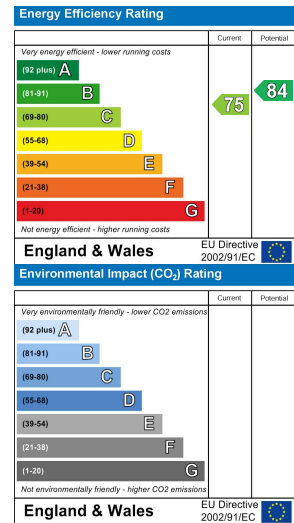 Energy Efficiency Rating
Current Potential
Very energy efficient - lower running costs
(92 plus) A
(81-91) B
(69-80) C
(55-68) D
(39-54) E
(21-38) F
(1-20) G
75
84
Not energy efficient - higher running costs
England & Wales
EU Directive
2002/91/EC
Environmental Impact (CO₂) Rating
Current Potential
Very environmentally friendly - lower CO2 emissions
(92 plus) A
(81-91) B
(69-80) C
(55-68) D
(39-54) E
(21-38) F
(1-20) G
Not environmentally friendly - higher CO2 emissions
England & Wales
EU Directive
2002/91/EC